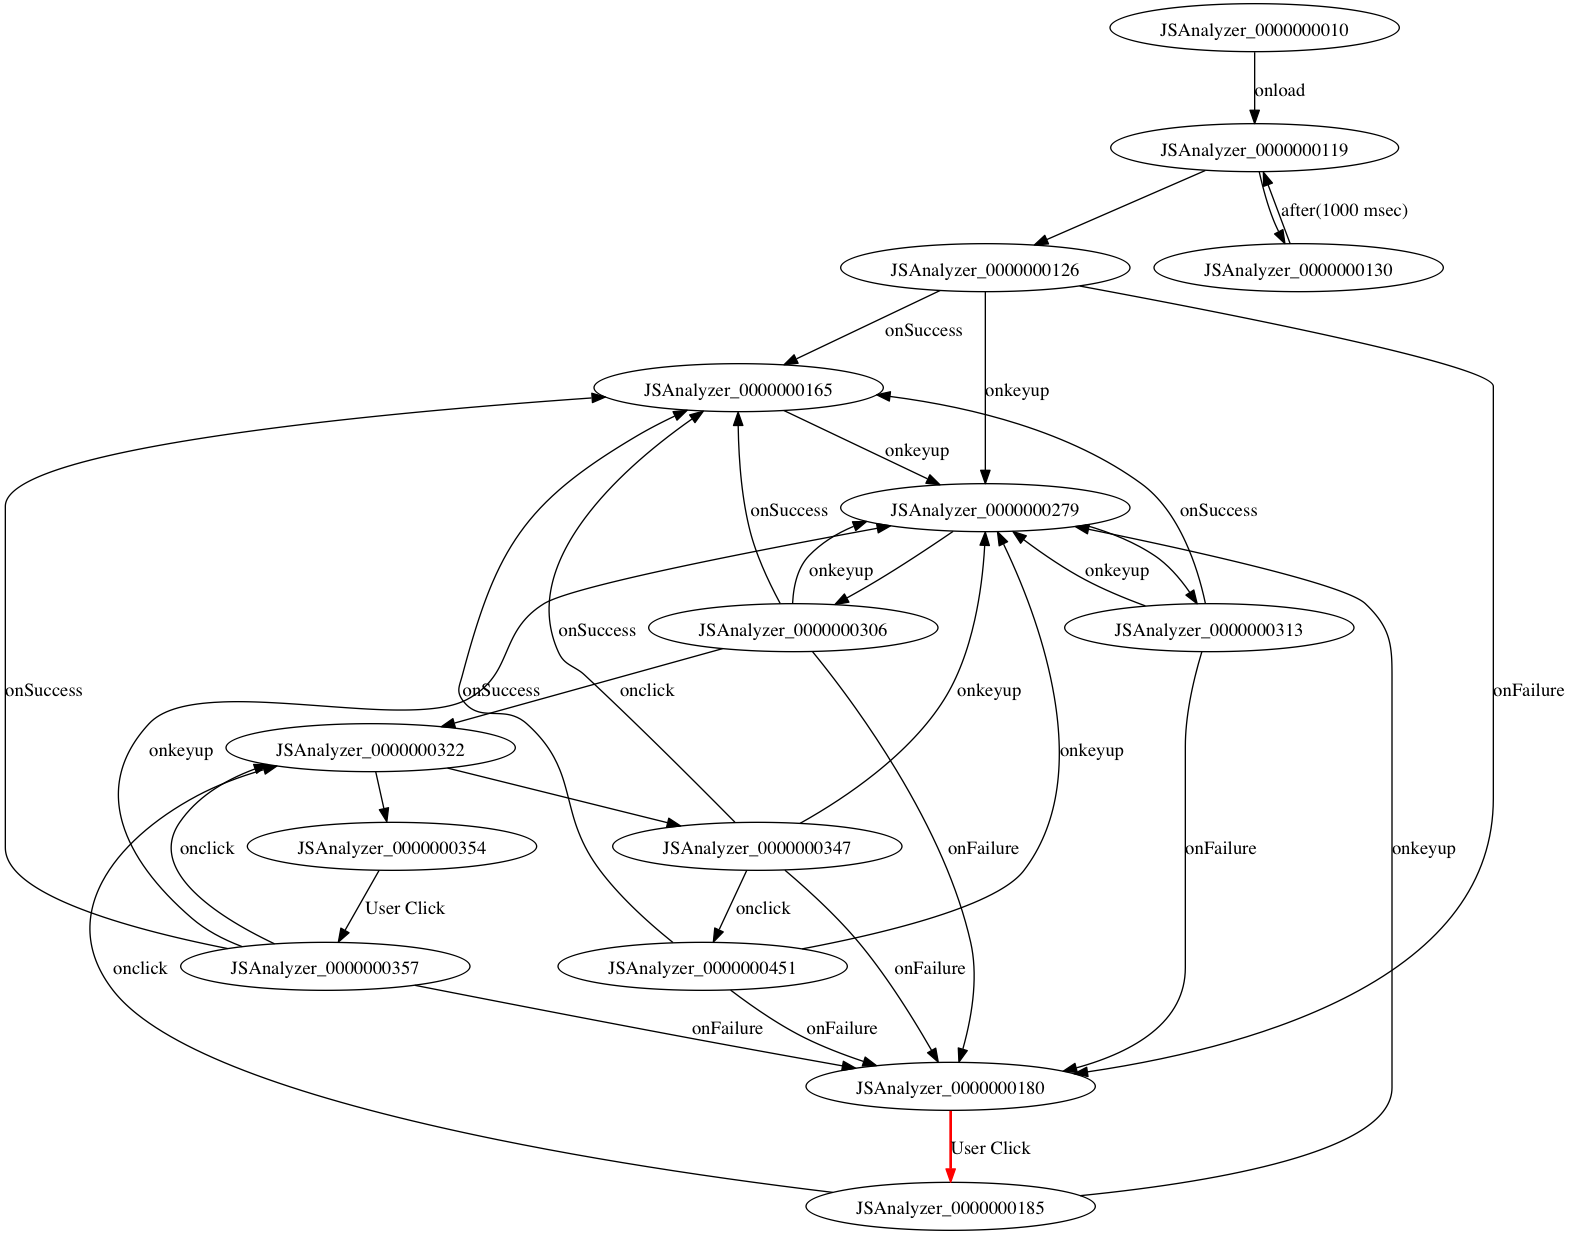 JSAnalyzer_0000000010
onload
JSAnalyzer_0000000119
after(1000 msec)
JSAnalyzer_0000000126
JSAnalyzer_0000000130
onSuccess
JSAnalyzer_0000000165
onkeyup
onkeyup
JSAnalyzer_0000000279
onSuccess
onSuccess
onkeyup
onkeyup
JSAnalyzer_0000000306
JSAnalyzer_0000000313
onSuccess
onSuccess
onSuccess
onclick
onkeyup
onFailure
JSAnalyzer_0000000322
onkeyup
onkeyup
onclick
JSAnalyzer_0000000354
JSAnalyzer_0000000347
onFailure
onFailure
onkeyup
User Click
onclick
onclick
JSAnalyzer_0000000357
JSAnalyzer_0000000451
onFailure
onFailure
onFailure
JSAnalyzer_0000000180
User Click
JSAnalyzer_0000000185